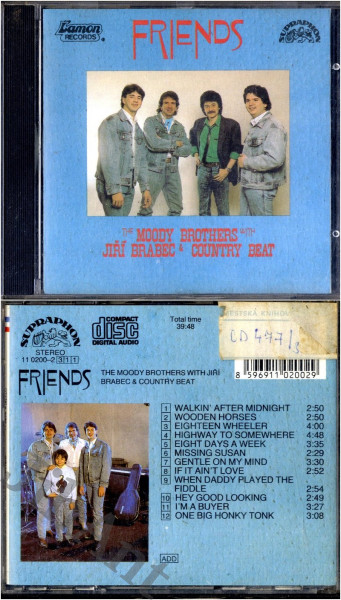 Lamon
RECORDS
FRIENDS
SUPRAPHON
THE MOODY BROTHERS WITH
JIŘÍ BRABEC & COUNTRY BEAT
SUPRAPHON
STEREO
11 0200-2 311
COMPACT
disc
DIGITAL AUDIO
Total time
39:48
CD 477/s
8 596911 020029
FRIENDS
THE MOODY BROTHERS WITH JIŘÍ
BRABEC & COUNTRY BEAT
1 WALKIN' AFTER MIDNIGHT 2:50
2 WOODEN HORSES 2:50
3 EIGHTEEN WHEELER 4:00
4 HIGHWAY TO SOMEWHERE 4:48
5 EIGHT DAYS A WEEK 3:35
6 MISSING SUSAN 2:29
7 GENTLE ON MY MIND 3:30
8 IF IT AIN'T LOVE 2:52
9 WHEN DADDY PLAYED THE
FIDDLE 2:54
10 HEY GOOD LOOKING 2:49
11 I'M A BUYER 3:27
12 ONE BIG HONKY TONK 3:08
ADD